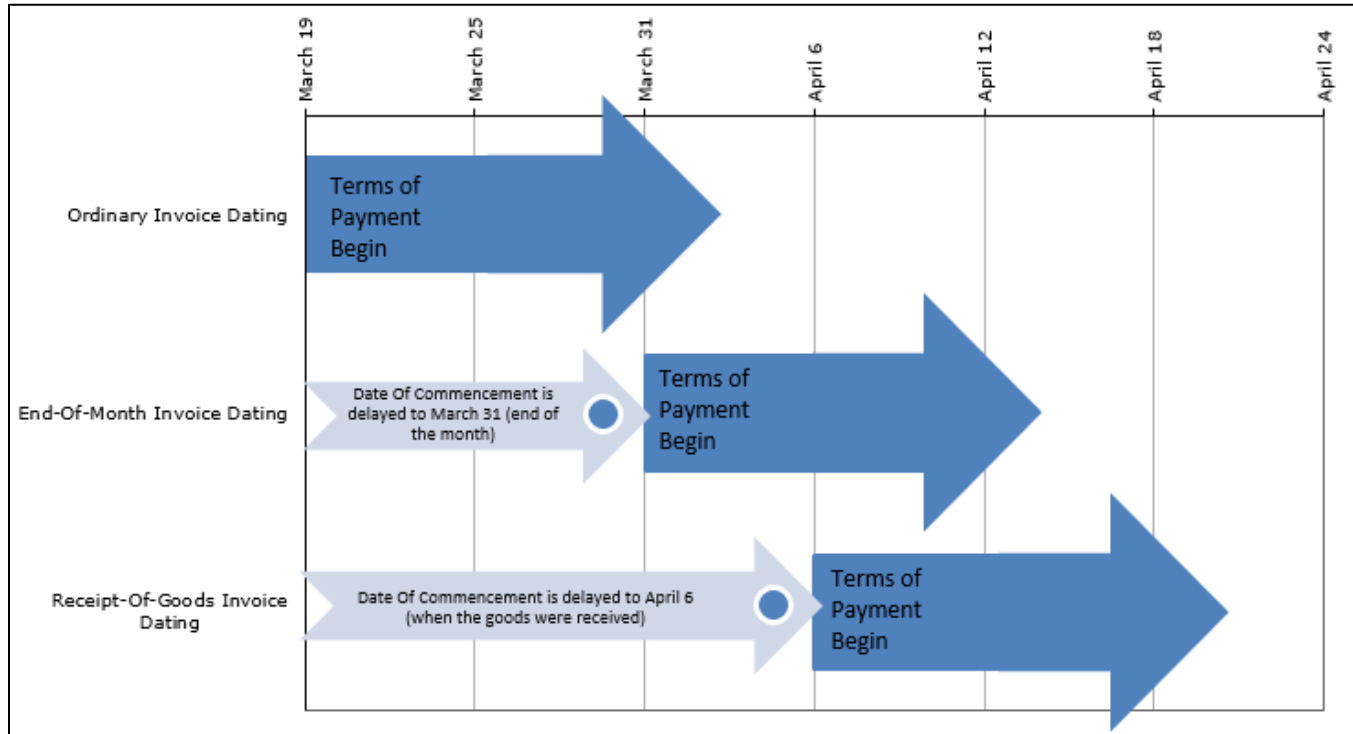 March 19
March 25
March 31
April 6
April 12
April 18
April 24
Ordinary Invoice Dating
Terms of
Payment
Begin
End-Of-Month Invoice Dating
Date Of Commencement is
delayed to March 31 (end of
the month)
Terms of
Payment
Begin
Receipt-Of-Goods Invoice
Dating
Date Of Commencement is delayed to April 6
(when the goods were received)
Terms of
Payment
Begin